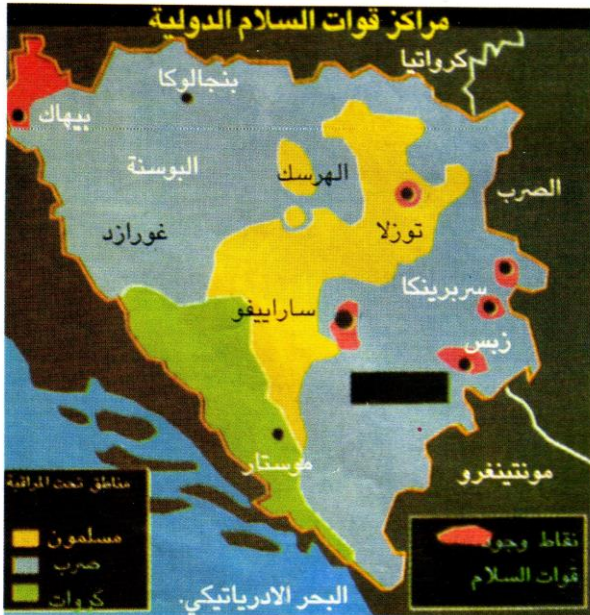 مراكز قوات السلام الدولية
كرواتيا
بنجالوكا
بيهاك
البوسنة
الهرسك
الصرب
غورازد
توزلا
سربرينكا
ساراييفو
زبس
موستار
مونتينغرو
مناطق تحت المراقبة
مسلمون
صرب
كروات
نقاط وجود
قوات السلام
البحر الادرياتيكي.